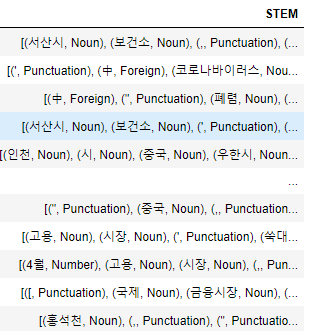 STEM
[(서산시, Noun), (보건소, Noun), (,, Punctuation), (...
[(', Punctuation), (中, Foreign), (코로나바이러스, Nou...
[(中, Foreign), (", Punctuation), (폐렴, Noun), (...
[(서산시, Noun), (보건소, Noun), (', Punctuation), (...
[(인천, Noun), (시, Noun), (중국, Noun), (우한시, Noun...
...
[(", Punctuation), (중국, Noun), (,, Punctuation...
[(고용, Noun), (시장, Noun), (', Punctuation), (쑥대...
[(4월, Number), (고용, Noun), (시장, Noun), (,, Pun...
[([, Punctuation), (국제, Noun), (금융시장, Noun), (...
[(홍석천, Noun), (,, Punctuation), (", Punctuatio...